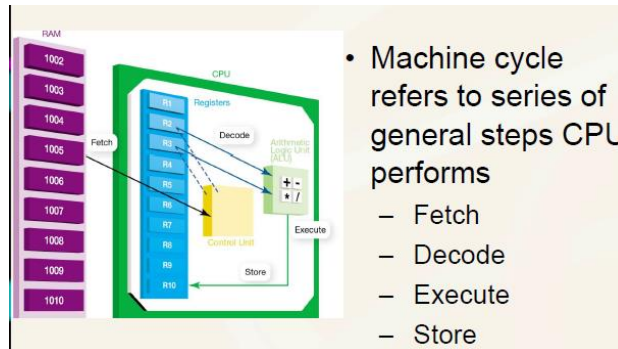 RAM
1002
1003
1004
1005
1006
1007
1008
1009
1010
Fetch
CPU
Registers
R1
R2
R3
R4
R5
R6
R7
R8
R9
R10
Decode
Arithmetic
Logic Unit
(ALU)
+ -
* /
Control Unit
Execute
Store
• Machine cycle
refers to series of
general steps CPU
performs
– Fetch
– Decode
– Execute
– Store